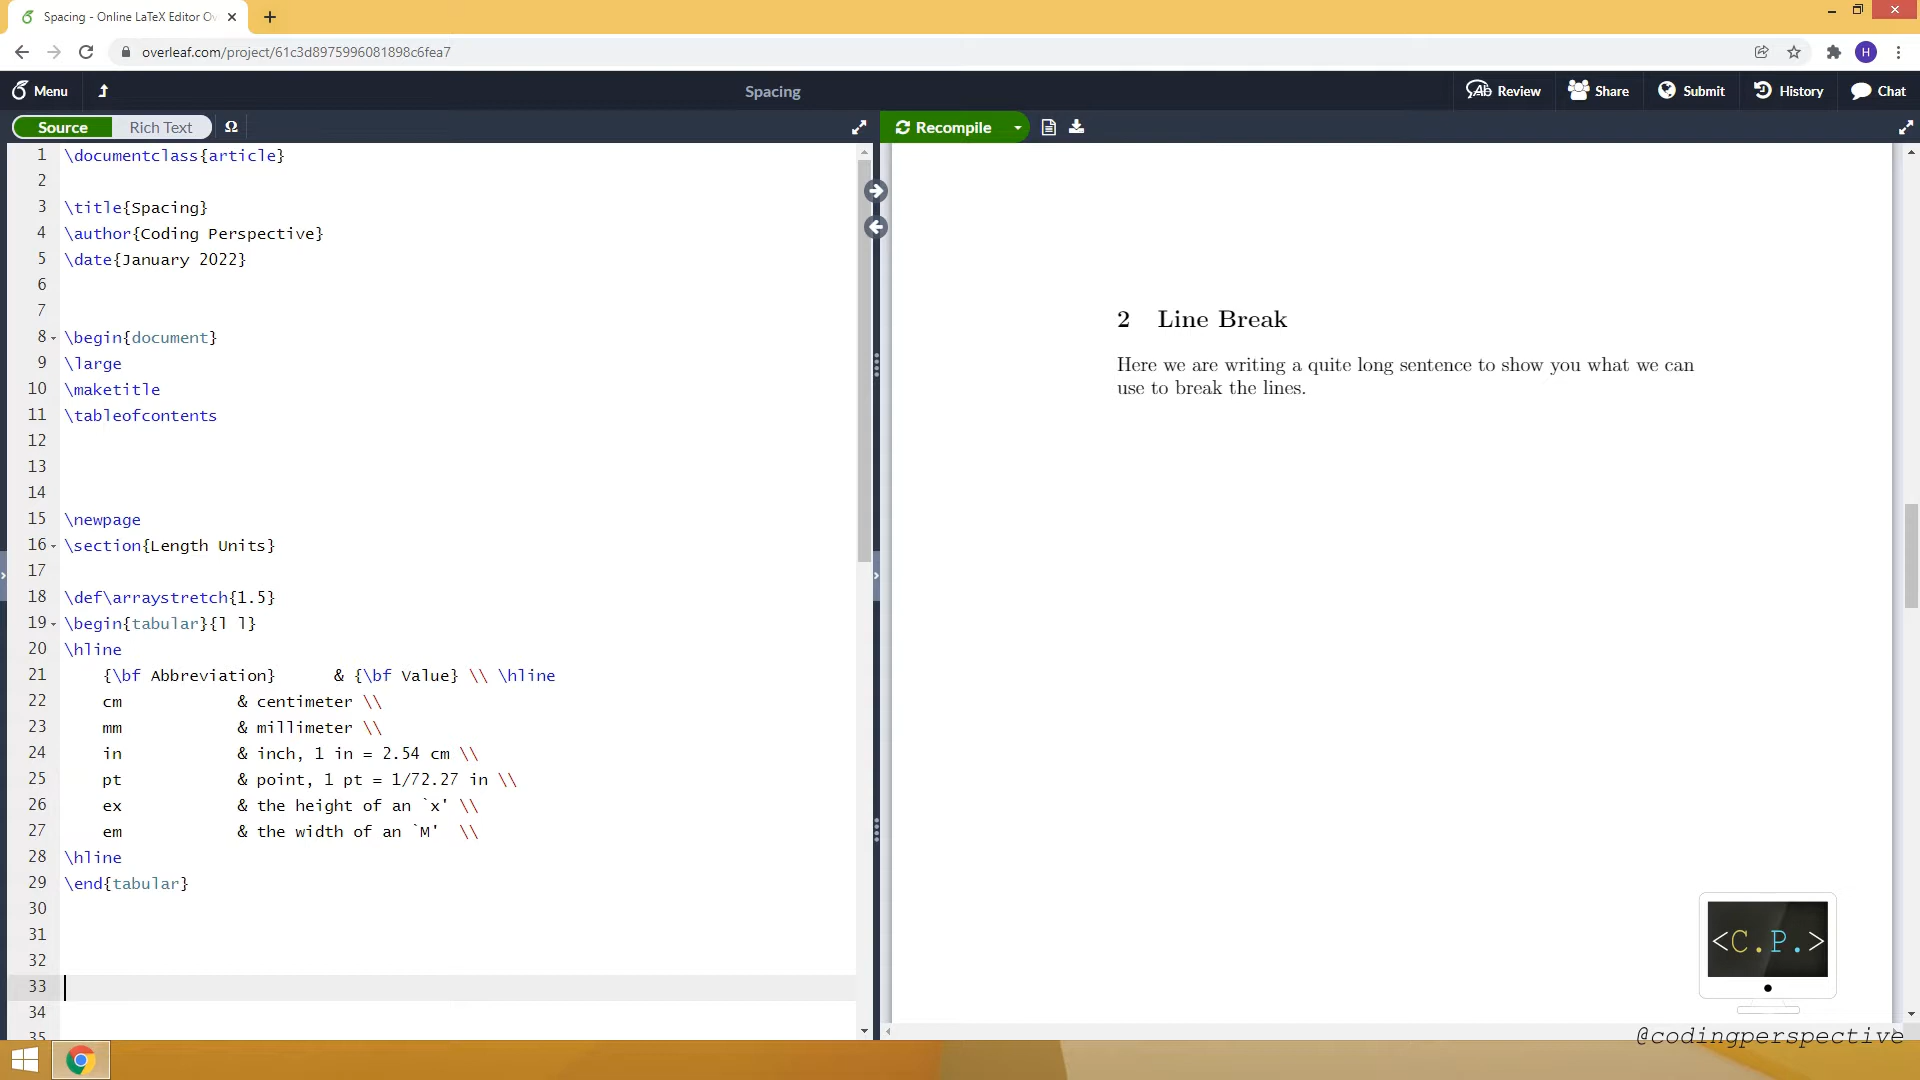 Spacing - Online LaTeX Editor Ov
overleaf.com/project/61c3d8975996081898c6fea7
H
Menu
Spacing
Review
Share
Submit
History
Chat
Source
Rich Text
Ω
Recompile
1 \documentclass{article}
2
3 \title{Spacing}
4 \author{Coding Perspective}
5 \date{January 2022}
6
7
8 \begin{document}
9 \large
10 \maketitle
11 \tableofcontents
12
13
14
15 \newpage
16 \section{Length Units}
17
18 \def\arraystretch{1.5}
19 \begin{tabular}{l l}
20 \hline
21 {\bf Abbreviation} & {\bf Value} \\ \hline
22 cm & centimeter \\
23 mm & millimeter \\
24 in & inch, 1 in = 2.54 cm \\
25 pt & point, 1 pt = 1/72.27 in \\
26 ex & the height of an `x' \\
27 em & the width of an `M' \\
28 \hline
29 \end{tabular}
30
31
32
33
34
35
2 Line Break
Here we are writing a quite long sentence to show you what we can
use to break the lines.
<C.P.>
@codingperspective